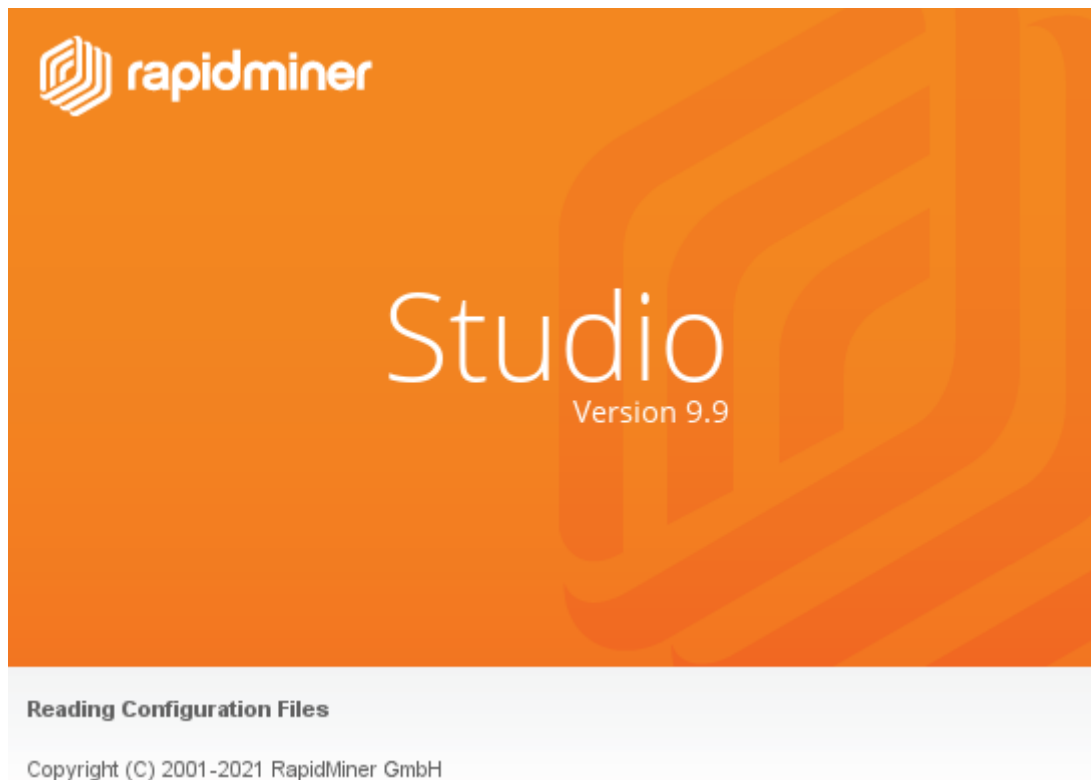 rapidminer
Studio
Version 9.9
Reading Configuration Files
Copyright (C) 2001-2021 RapidMiner GmbH